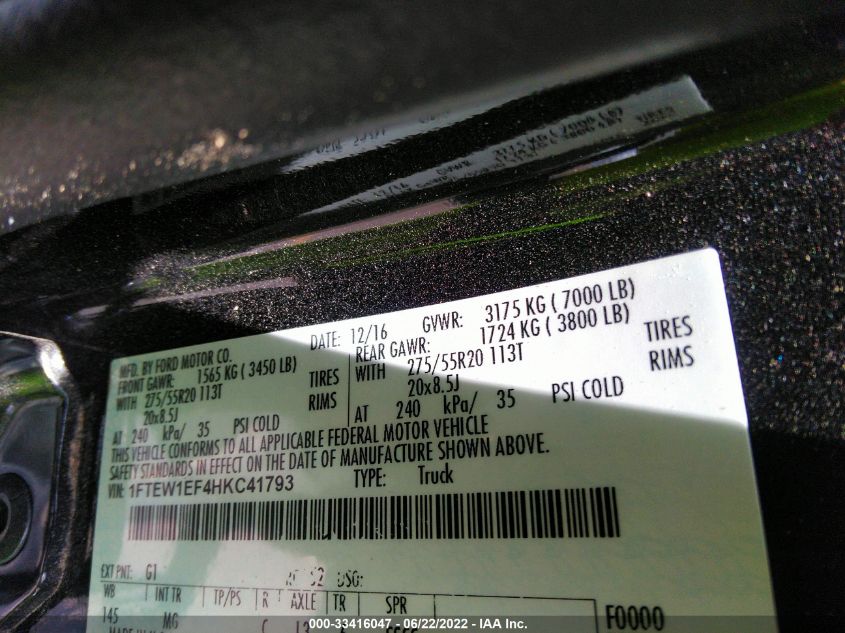 MFD. BY FORD MOTOR CO.
DATE: 12/16 GVWR: 3175 KG ( 7000 LB)
FRONT GAWR: 1565 KG ( 3450 LB)
REAR GAWR: 1724 KG ( 3800 LB)
WITH 275/55R20 113T TIRES
WITH 275/55R20 113T TIRES
20x8.5J RIMS
20x8.5J RIMS
AT 240 kPa/ 35 PSI COLD
AT 240 kPa/ 35 PSI COLD
THIS VEHICLE CONFORMS TO ALL APPLICABLE FEDERAL MOTOR VEHICLE
SAFETY STANDARDS IN EFFECT ON THE DATE OF MANUFACTURE SHOWN ABOVE.
VIN: 1FTEW1EF4HKC41793 TYPE: Truck
EXT PNT: G1 DSO:
WB INT TR TP/PS R AXLE TR SPR
145 MG F0000
000-33416047 - 06/22/2022 - IAA Inc.